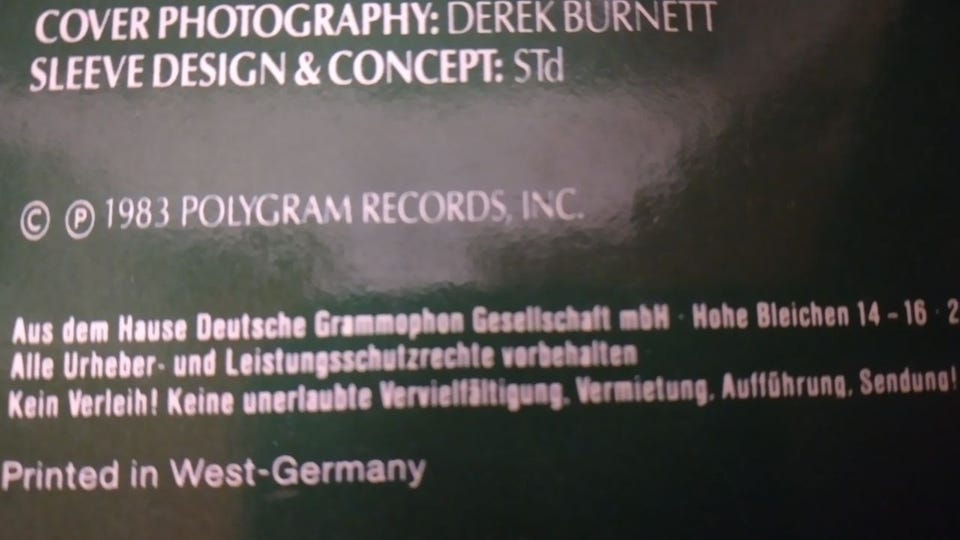 COVER PHOTOGRAPHY: DEREK BURNETT
SLEEVE DESIGN & CONCEPT: STd
© ℗ 1983 POLYGRAM RECORDS, INC.
Aus dem Hause Deutsche Grammophon Gesellschaft mbH · Hohe Bleichen 14 - 16 · 2
Alle Urheber- und Leistungsschutzrechte vorbehalten
Kein Verleih! Keine unerlaubte Vervielfältigung, Vermietung, Aufführung, Sendung!
Printed in West-Germany